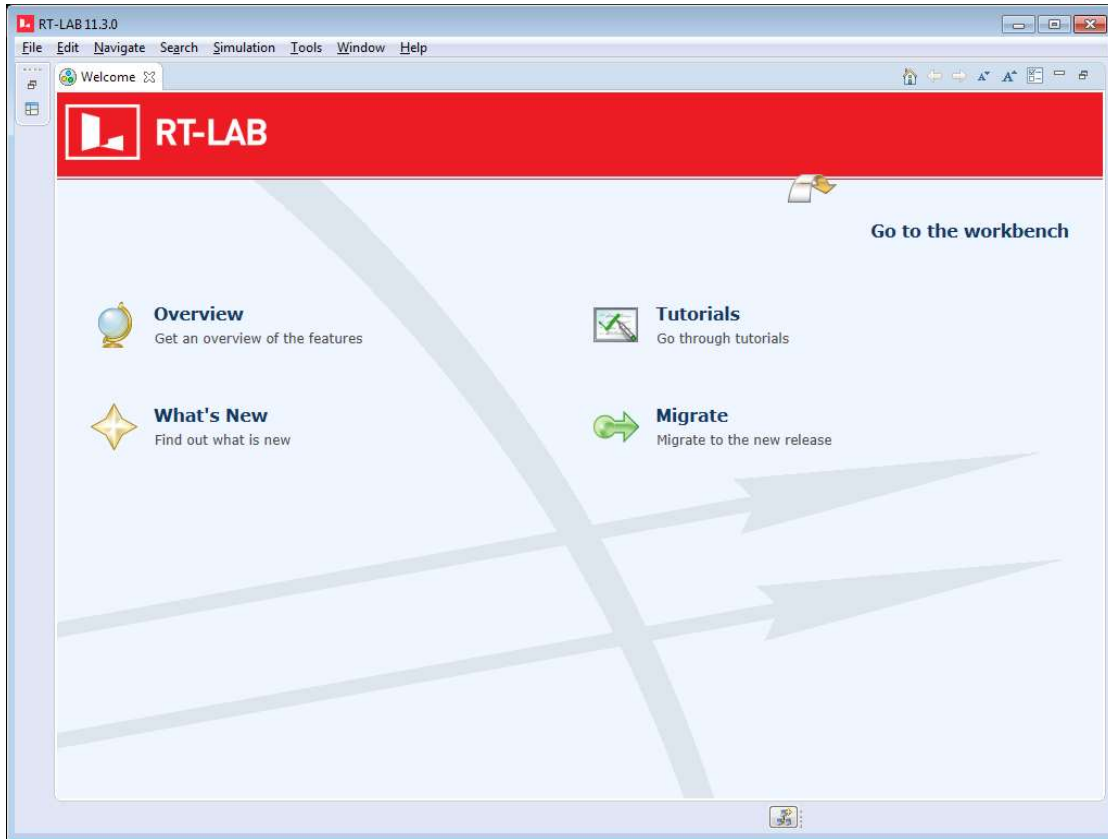 RT-LAB 11.3.0
File Edit Navigate Search Simulation Tools Window Help
Welcome
RT-LAB
Go to the workbench
Overview
Get an overview of the features
Tutorials
Go through tutorials
What's New
Find out what is new
Migrate
Migrate to the new release